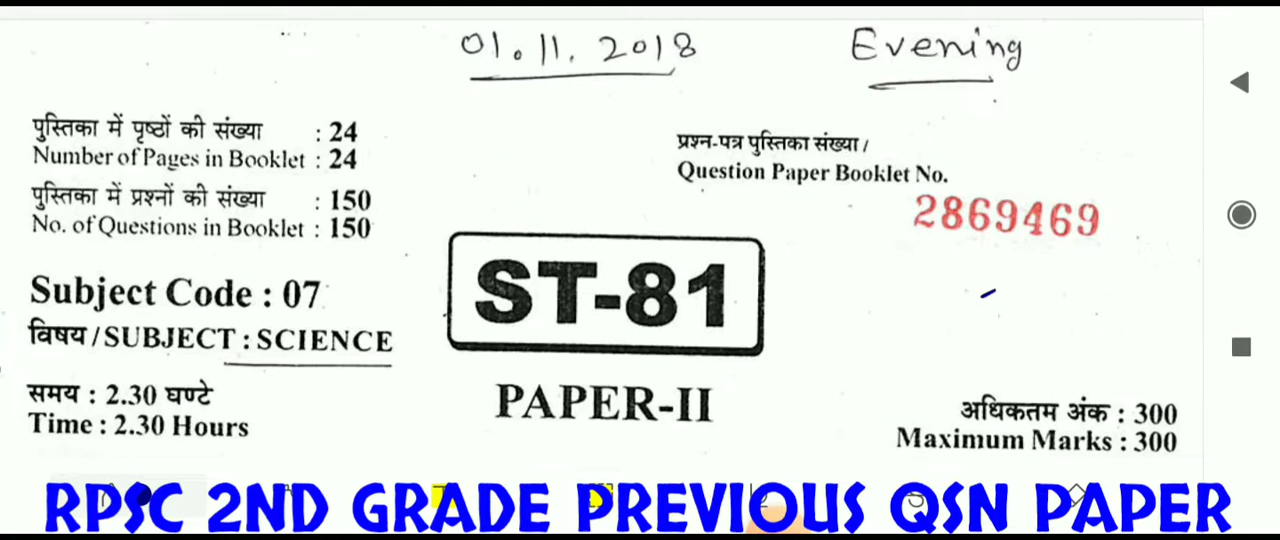 01.11.2018 Evening
पुस्तिका में पृष्ठों की संख्या : 24
Number of Pages in Booklet : 24
पुस्तिका में प्रश्नों की संख्या : 150
No. of Questions in Booklet : 150
प्रश्न-पत्र पुस्तिका संख्या /
Question Paper Booklet No.
2869469
Subject Code : 07
विषय / SUBJECT : SCIENCE
ST-81
समय : 2.30 घण्टे
Time : 2.30 Hours
PAPER-II
अधिकतम अंक : 300
Maximum Marks : 300
RPSC 2ND GRADE PREVIOUS QSN PAPER